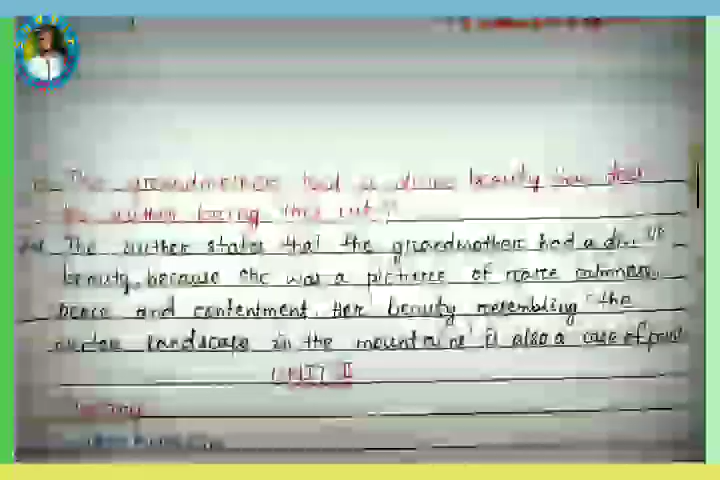 The grandmother had a divine beauty how does
the author bring this out?
The author states that the grandmother had a divine
beauty, because she was a picture of rare calmness,
peace and contentment. Her beauty resembling 'the
winter landscape in the mountains' is also a case of point
UNIT II